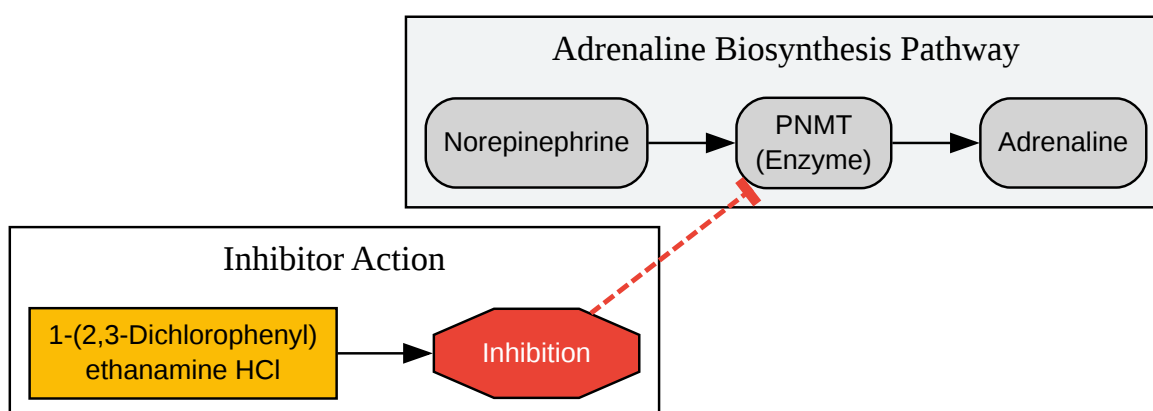 Adrenaline Biosynthesis Pathway
Norepinephrine
PNMT
(Enzyme)
Adrenaline
Inhibitor Action
1-(2,3-Dichlorophenyl)
ethanamine HCl
Inhibition